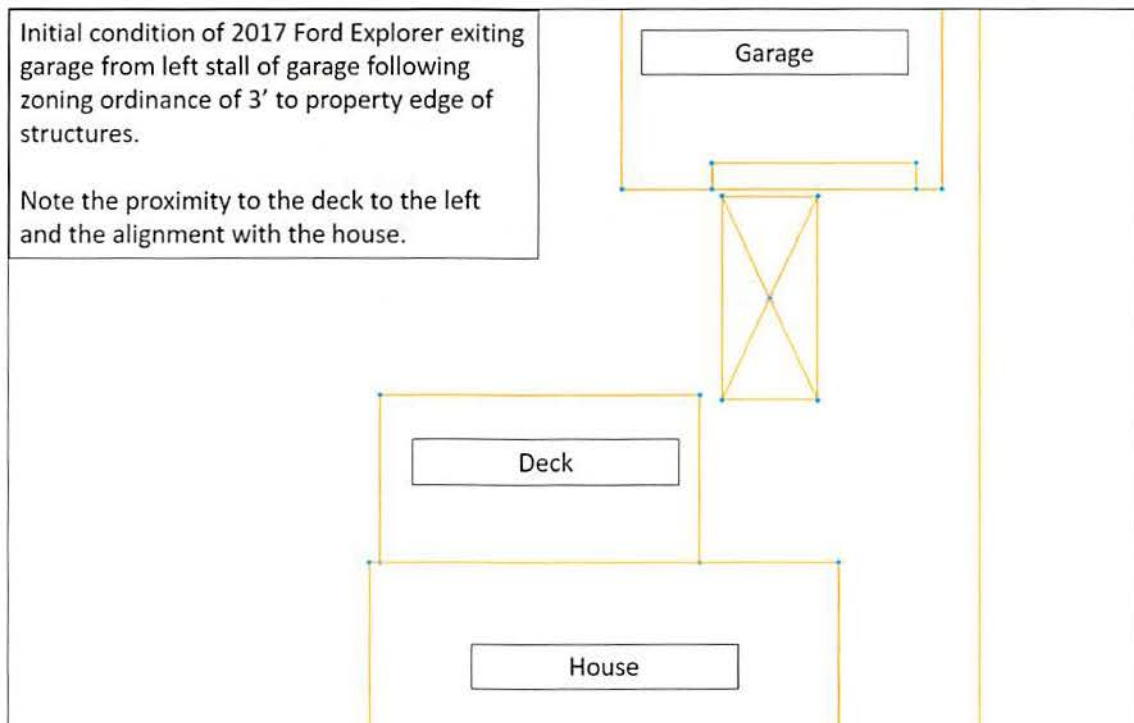 Initial condition of 2017 Ford Explorer exiting
garage from left stall of garage following
zoning ordinance of 3' to property edge of
structures.
Note the proximity to the deck to the left
and the alignment with the house.
Garage
Deck
House